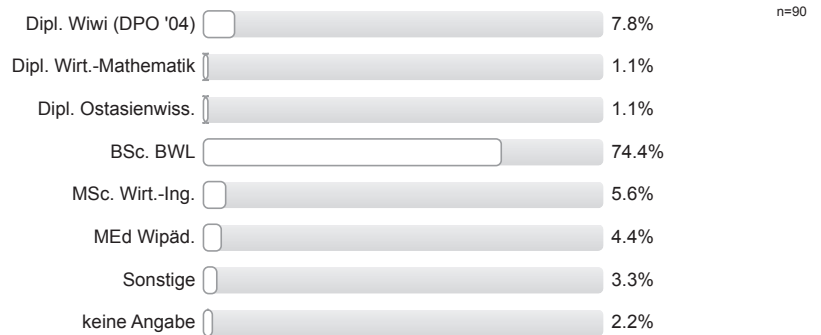 Dipl. Wiwi (DPO '04) 7.8% n=90
Dipl. Wirt.-Mathematik 1.1%
Dipl. Ostasienwiss. 1.1%
BSc. BWL 74.4%
MSc. Wirt.-Ing. 5.6%
MEd Wipäd. 4.4%
Sonstige 3.3%
keine Angabe 2.2%